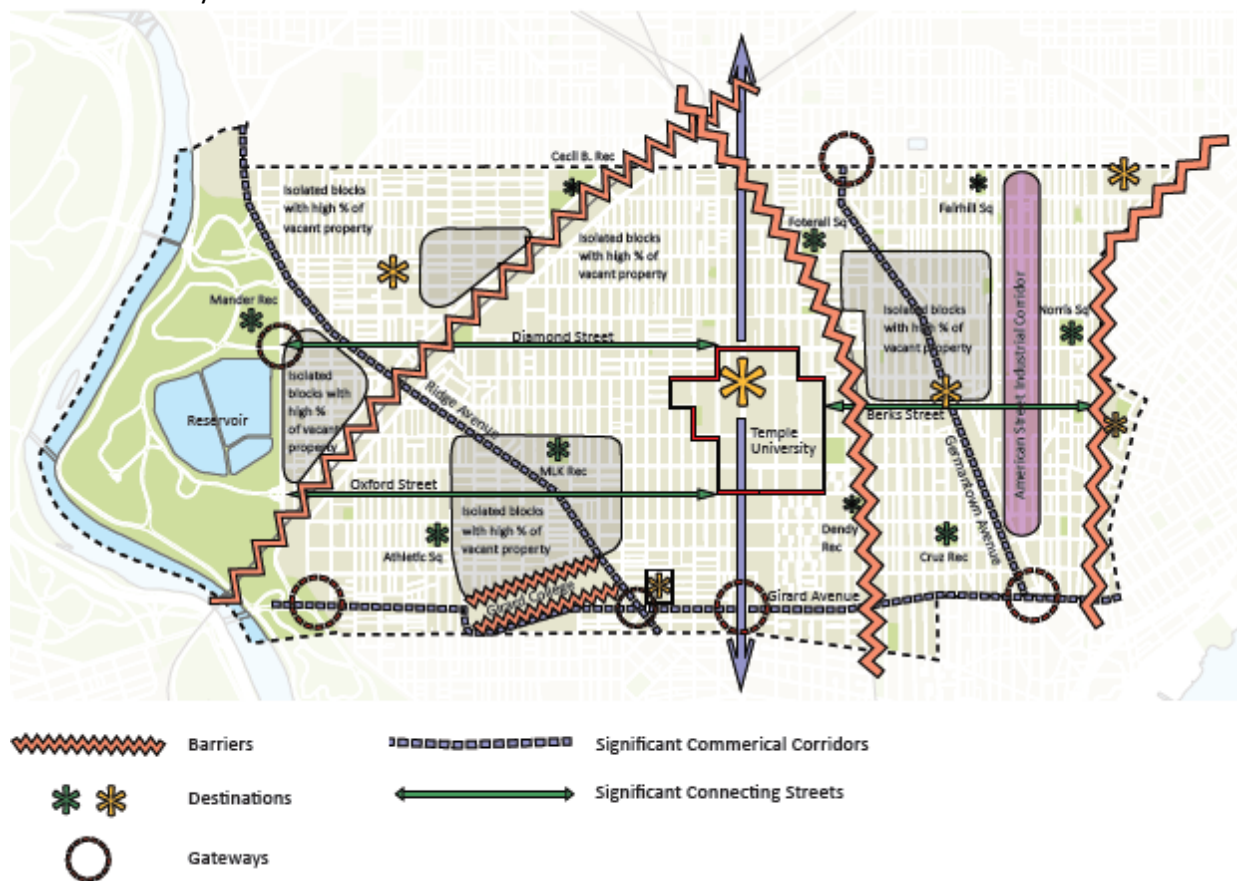 Cecil B. Rec
Isolated blocks
with high % of
vacant property
Fairhill Sq
Foterall Sq
Isolated blocks
with high % of
vacant property
Mander Rec
Isolated blocks
with high % of
vacant property
Norris Sq
American Street Industrial Corridor
Diamond Street
Isolated
blocks with
high %
of vacant
property
Ridge Avenue
Reservoir
Berks Street
Temple
University
MLK Rec
Germantown Avenue
Oxford Street
Isolated blocks
with high % of
vacant property
Dendy
Rec
Athletic Sq
Cruz Rec
Girard College
Girard Avenue
Barriers
Significant Commerical Corridors
Destinations
Significant Connecting Streets
Gateways